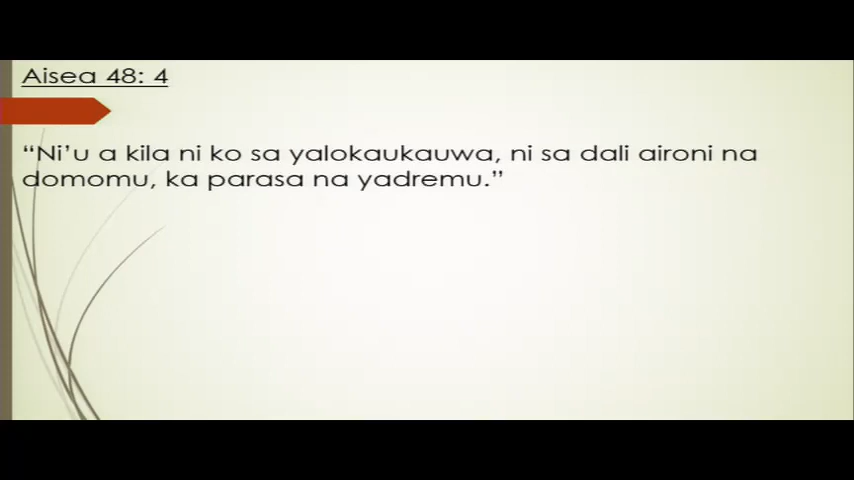 Aisea 48: 4
“Ni’u a kila ni ko sa yalokaukauwa, ni sa dali aironi na
domomu, ka parasa na yadremu.”